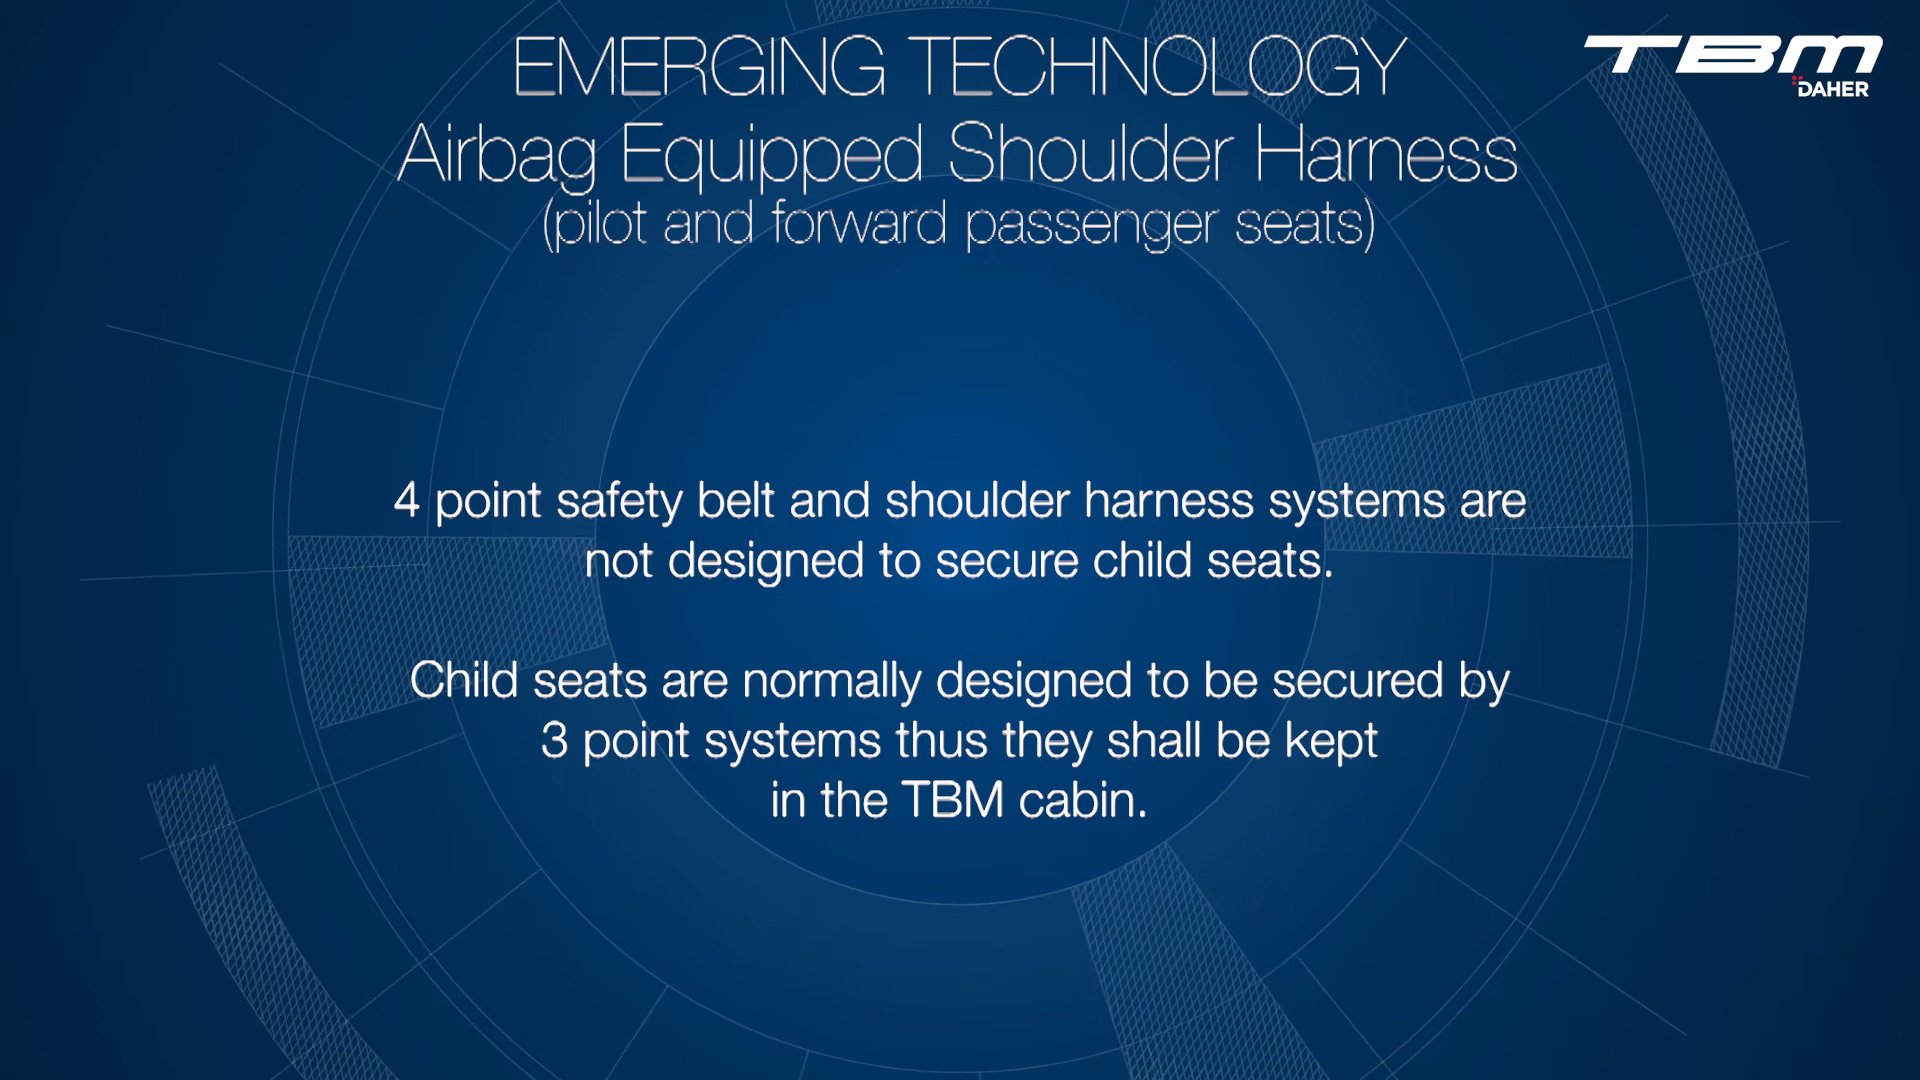 EMERGING TECHNOLOGY
Airbag Equipped Shoulder Harness
(pilot and forward passenger seats)
TBM
DAHER
4 point safety belt and shoulder harness systems are
not designed to secure child seats.
Child seats are normally designed to be secured by
3 point systems thus they shall be kept
in the TBM cabin.